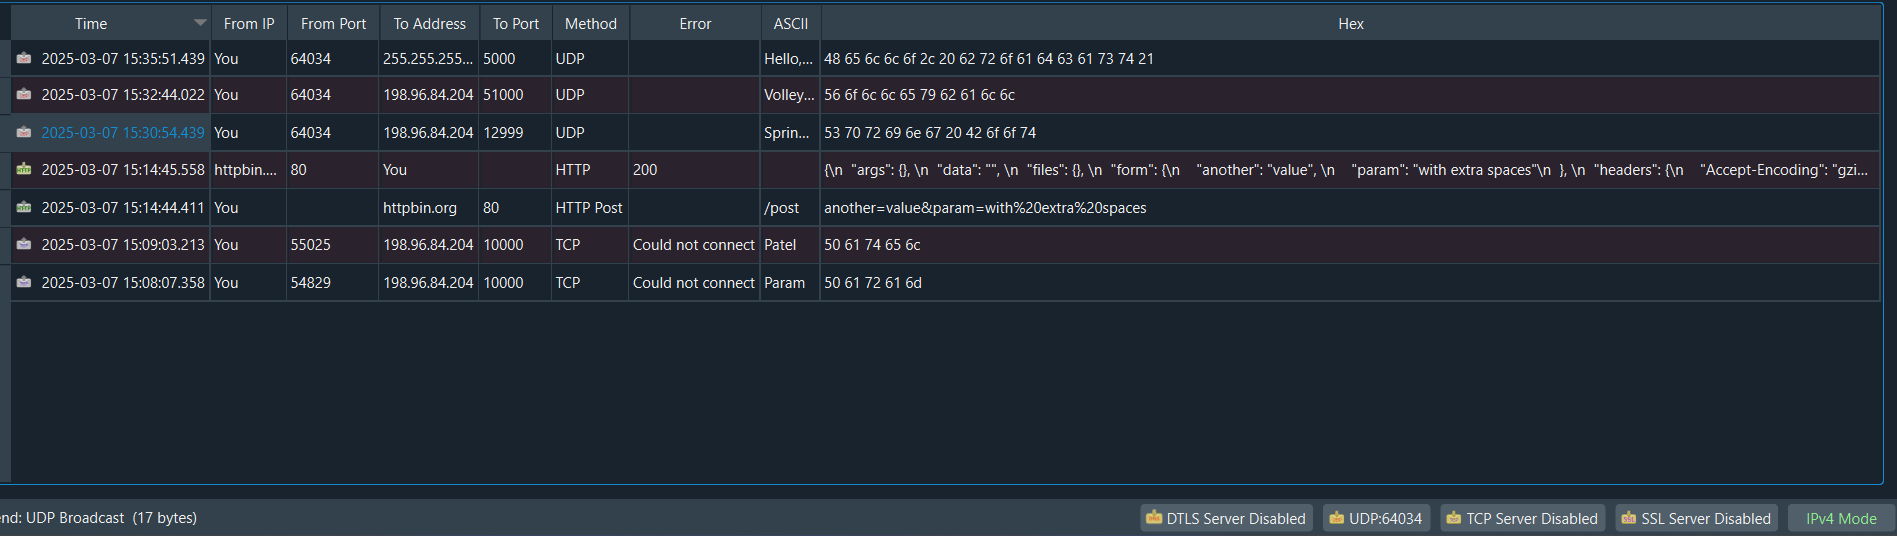 Time From IP From Port To Address To Port Method Error ASCII Hex
2025-03-07 15:35:51.439 You 64034 255.255.255... 5000 UDP Hello,... 48 65 6c 6c 6f 2c 20 62 72 6f 61 64 63 61 73 74 21
2025-03-07 15:32:44.022 You 64034 198.96.84.204 51000 UDP Volley... 56 6f 6c 6c 65 79 62 61 6c 6c
2025-03-07 15:30:54.439 You 64034 198.96.84.204 12999 UDP Sprin... 53 70 72 69 6e 67 20 42 6f 6f 74
2025-03-07 15:14:45.558 httpbin.... 80 You HTTP 200 {\n "args": {}, \n "data": "", \n "files": {}, \n "form": {\n "another": "value", \n "param": "with extra spaces"\n }, \n "headers": {\n "Accept-Encoding": "gzi...
2025-03-07 15:14:44.411 You httpbin.org 80 HTTP Post /post another=value&param=with%20extra%20spaces
2025-03-07 15:09:03.213 You 55025 198.96.84.204 10000 TCP Could not connect Patel 50 61 74 65 6c
2025-03-07 15:08:07.358 You 54829 198.96.84.204 10000 TCP Could not connect Param 50 61 72 61 6d
end: UDP Broadcast (17 bytes) DTLS Server Disabled UDP:64034 TCP Server Disabled SSL Server Disabled IPv4 Mode